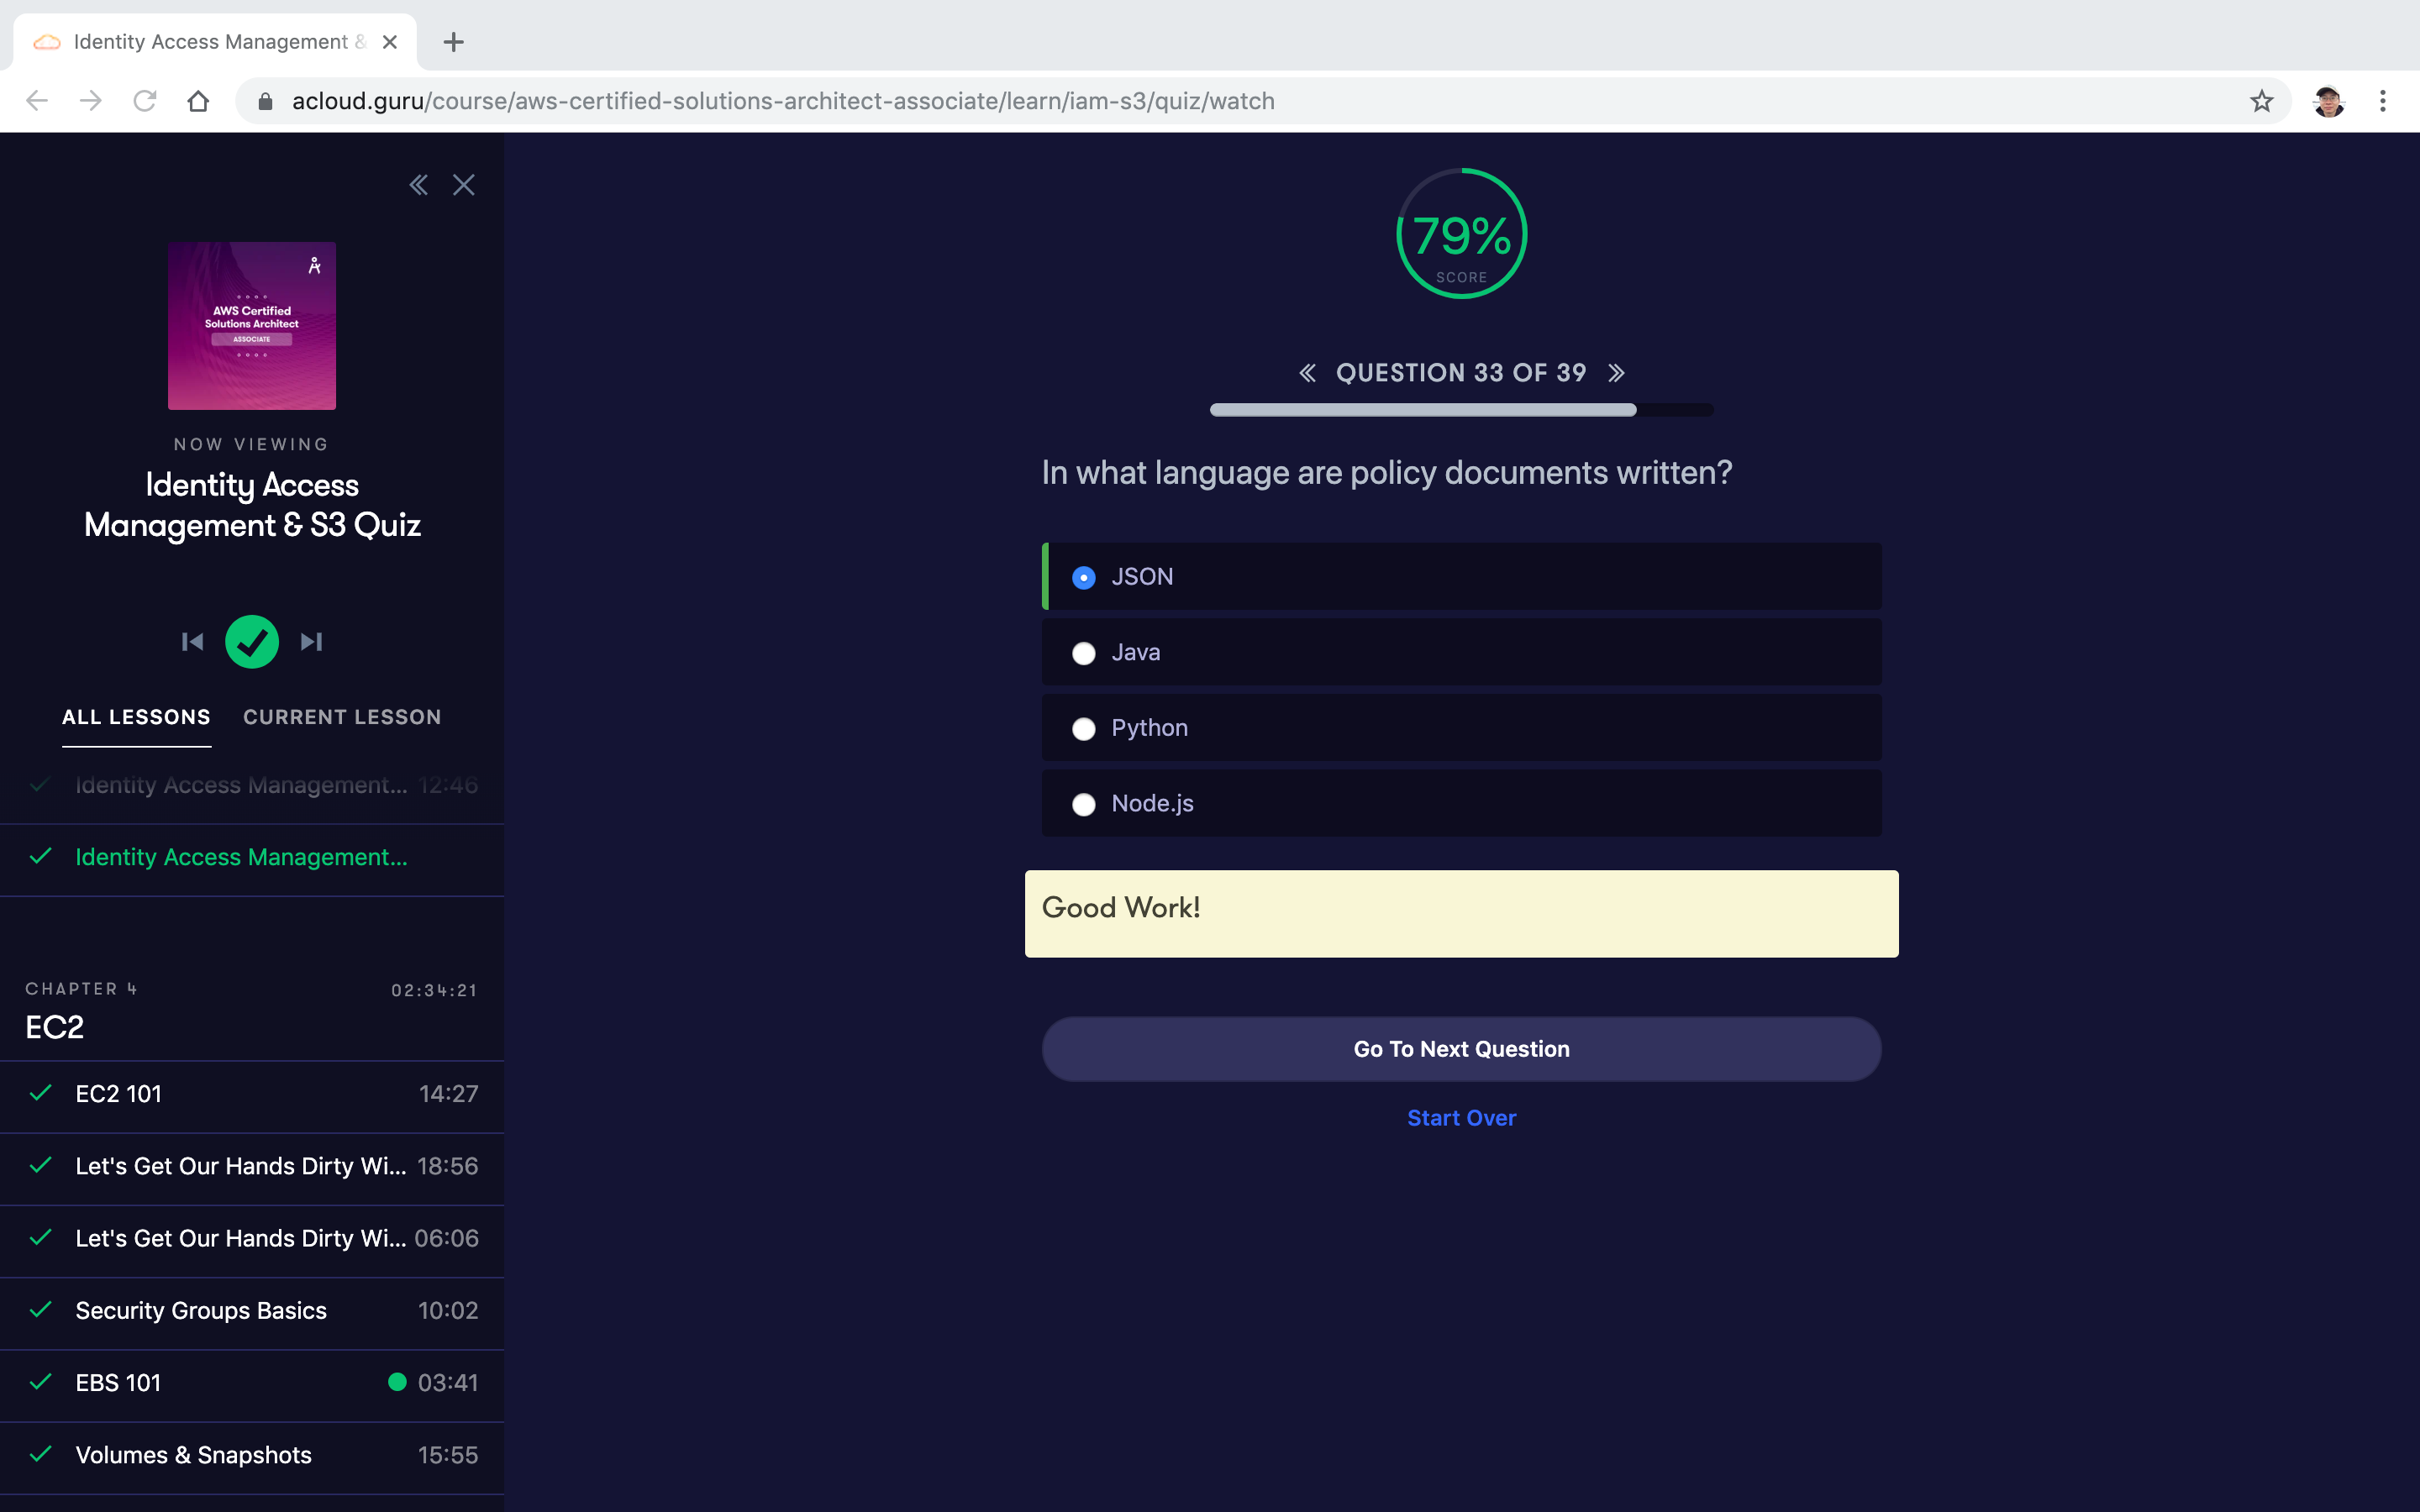 Identity Access Management &
acloud.guru/course/aws-certified-solutions-architect-associate/learn/iam-s3/quiz/watch
AWS Certified
Solutions Architect
ASSOCIATE
NOW VIEWING
Identity Access
Management & S3 Quiz
ALL LESSONS
CURRENT LESSON
Identity Access Management... 12:46
Identity Access Management...
CHAPTER 4 02:34:21
EC2
EC2 101 14:27
Let's Get Our Hands Dirty Wi... 18:56
Let's Get Our Hands Dirty Wi... 06:06
Security Groups Basics 10:02
EBS 101 03:41
Volumes & Snapshots 15:55
79%
SCORE
QUESTION 33 OF 39
In what language are policy documents written?
JSON
Java
Python
Node.js
Good Work!
Go To Next Question
Start Over